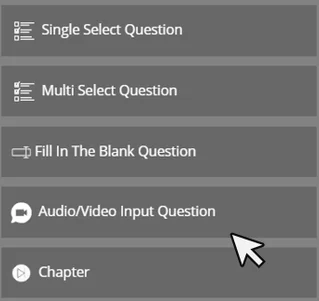 Single Select Question
Multi Select Question
Fill In The Blank Question
Audio/Video Input Question
Chapter